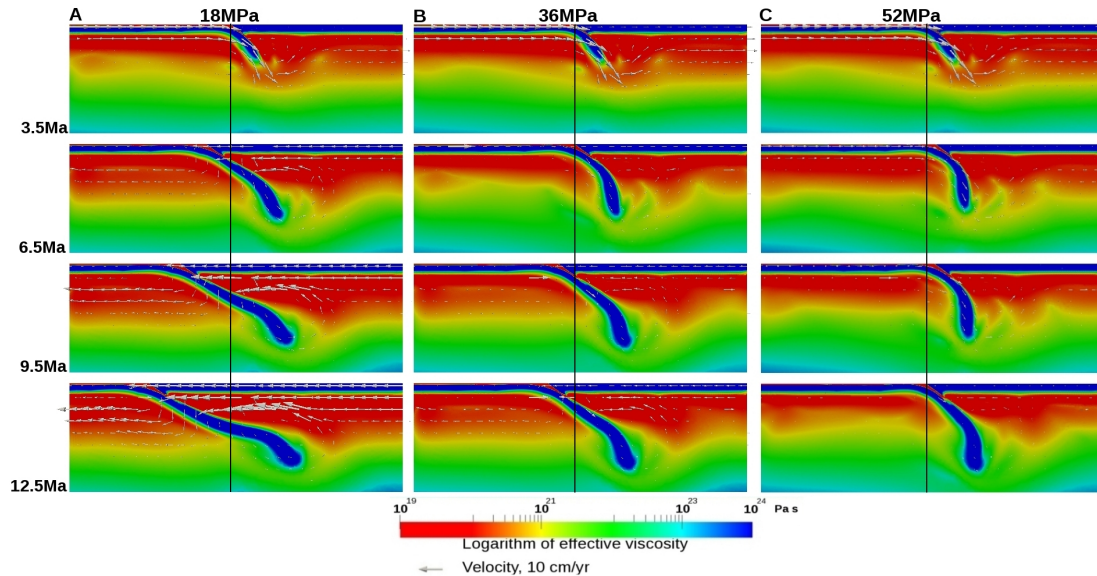 A 18MPa B 36MPa C 52MPa
3.5Ma
6.5Ma
9.5Ma
12.5Ma
10^19 10^21 10^23 10^24 Pa s
Logarithm of effective viscosity
Velocity, 10 cm/yr